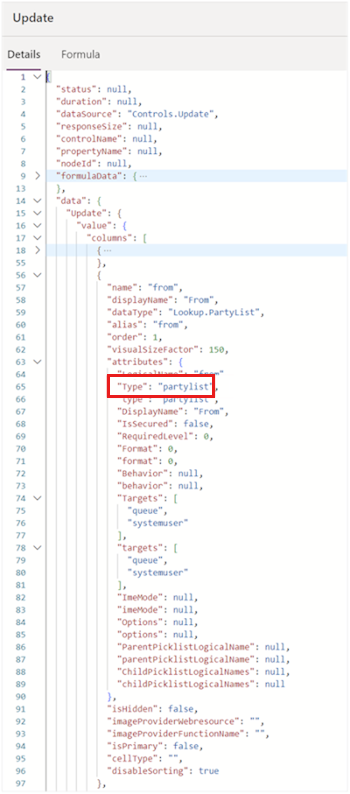 Update
Details Formula
1 {
2 "status": null,
3 "duration": null,
4 "dataSource": "Controls.Update",
5 "responseSize": null,
6 "controlName": null,
7 "propertyName": null,
8 "nodeId": null,
9 "formulaData": { ...
13 },
14 "data": {
15 "Update": {
16 "value": {
17 "columns": [
18 { ...
55 },
56 {
57 "name": "from",
58 "displayName": "From",
59 "dataType": "Lookup.PartyList",
60 "alias": "from",
61 "order": 1,
62 "visualSizeFactor": 150,
63 "attributes": {
64 "LogicalName": "from"
65 "Type": "partylist",
66 "type": "partylist",
67 "DisplayName": "From",
68 "IsSecured": false,
69 "RequiredLevel": 0,
70 "Format": 0,
71 "format": 0,
72 "Behavior": null,
73 "behavior": null,
74 "Targets": [
75 "queue",
76 "systemuser"
77 ],
78 "targets": [
79 "queue",
80 "systemuser"
81 ],
82 "ImeMode": null,
83 "imeMode": null,
84 "Options": null,
85 "options": null,
86 "ParentPicklistLogicalName": null,
87 "parentPicklistLogicalName": null,
88 "ChildPicklistLogicalNames": null,
89 "childPicklistLogicalNames": null
90 },
91 "isHidden": false,
92 "imageProviderWebresource": "",
93 "imageProviderFunctionName": "",
94 "isPrimary": false,
95 "cellType": "",
96 "disableSorting": true
97 },